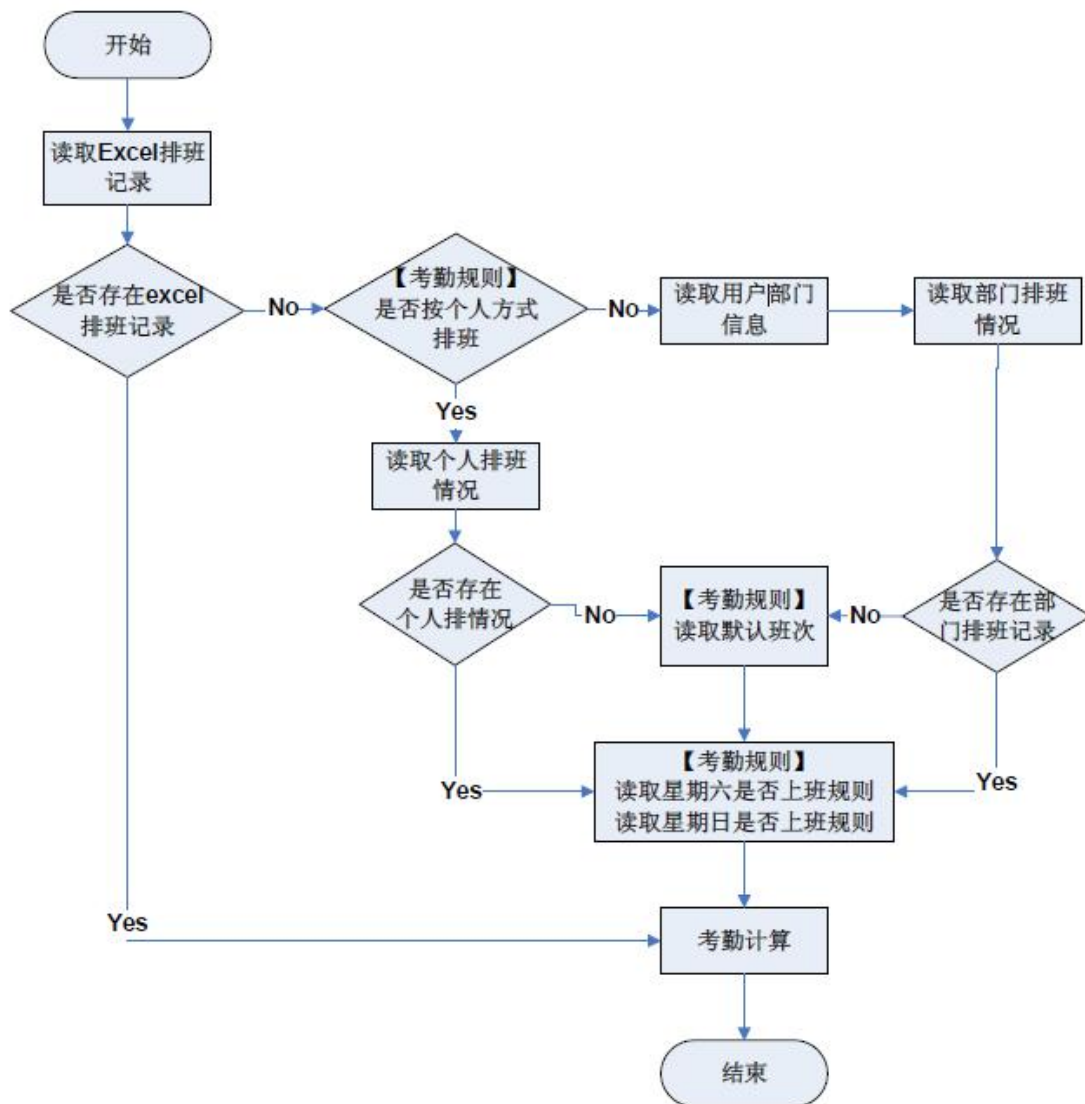 开始
读取Excel排班
记录
是否存在excel
排班记录
No
【考勤规则】
是否按个人方式
排班
No
读取用户部门
信息
读取部门排班
情况
Yes
读取个人排班
情况
是否存在
个人排情况
No
【考勤规则】
读取默认班次
No
是否存在部
门排班记录
Yes
【考勤规则】
读取星期六是否上班规则
读取星期日是否上班规则
Yes
Yes
考勤计算
结束